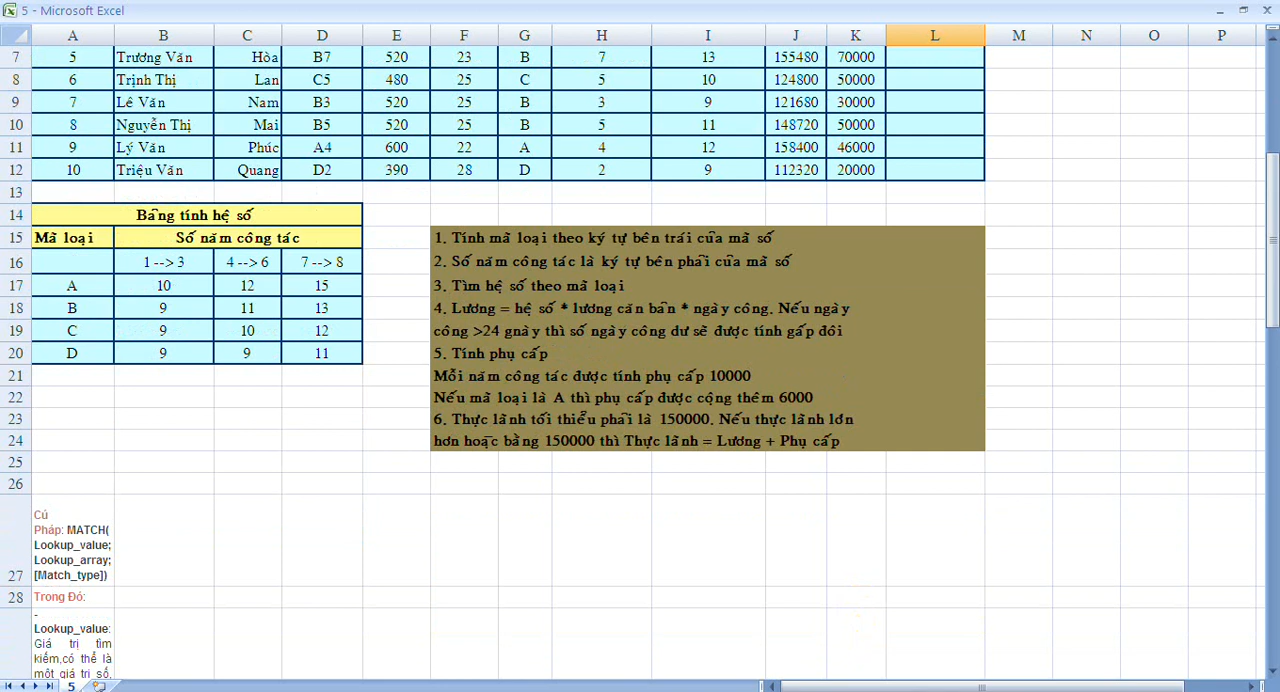 5 - Microsoft Excel
A B C D E F G H I J K L M N O P
7 5 Trương Văn Hòa B7 520 23 B 7 13 155480 70000
8 6 Trịnh Thị Lan C5 480 25 C 5 10 124800 50000
9 7 Lê Văn Nam B3 520 25 B 3 9 121680 30000
10 8 Nguyễn Thị Mai B5 520 25 B 5 11 148720 50000
11 9 Lý Văn Phúc A4 600 22 A 4 12 158400 46000
12 10 Triệu Văn Quang D2 390 28 D 2 9 112320 20000
13
14 Bảng tính hệ số
15 Mã loại Số năm công tác 1. Tính mã loại theo ký tự bên trái của mã số
16 1 --> 3 4 --> 6 7 --> 8 2. Số năm công tác là ký tự bên phải của mã số
17 A 10 12 15 3. Tìm hệ số theo mã loại
18 B 9 11 13 4. Lương = hệ số * lương căn bản * ngày công. Nếu ngày
19 C 9 10 12 công >24 gnày thì số ngày công dư sẽ được tính gấp đôi
20 D 9 9 11 5. Tính phụ cấp
21 Mỗi năm công tác được tính phụ cấp 10000
22 Nếu mã loại là A thì phụ cấp được cộng thêm 6000
23 6. Thực lãnh tối thiểu phải là 150000. Nếu thực lãnh lớn
24 hơn hoặc bằng 150000 thì Thực lãnh = Lương + Phụ cấp
25
26
Cú
Pháp: MATCH(
Lookup_value;
Lookup_array;
27 [Match_type])
28 Trong Đó:
-
Lookup_value:
Giá trị tìm
kiếm,có thể là
một giá trị số,
5